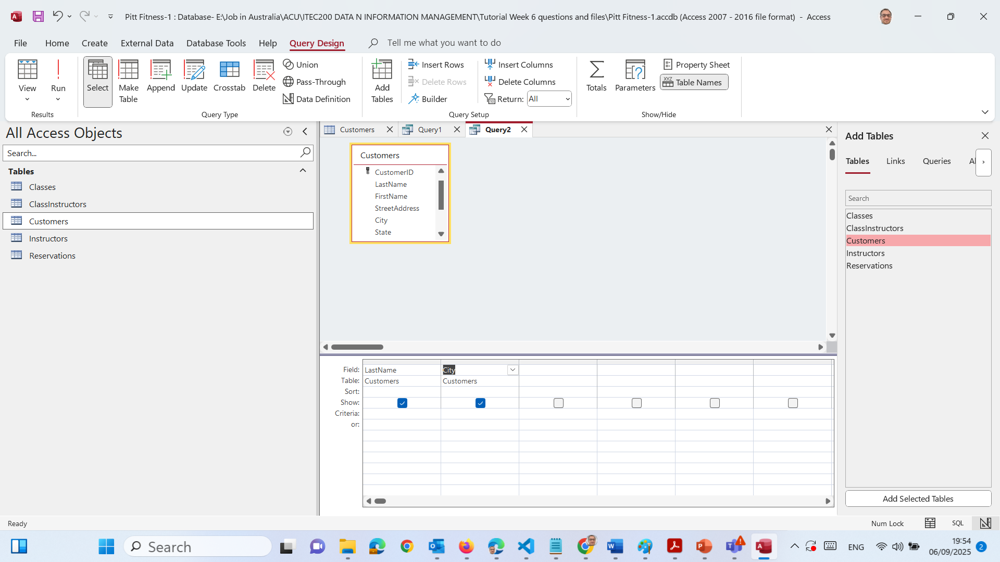 Pitt Fitness-1 : Database- E:\Job in Australia\ACU\ITEC200 DATA N INFORMATION MANAGEMENT\Tutorial Week 6 questions and files\Pitt Fitness-1.accdb (Access 2007 - 2016 file format) - Access
File Home Create External Data Database Tools Help Query Design Tell me what you want to do
View Run Select Make Table Append Update Crosstab Delete
Union
Pass-Through
Data Definition
Add Tables
Insert Rows
Delete Rows
Builder
Insert Columns
Delete Columns
Return: All
Totals Parameters
Property Sheet
XYZ Table Names
Results Query Type Query Setup Show/Hide
All Access Objects
Search...
Tables
Classes
ClassInstructors
Customers
Instructors
Reservations
Customers Query1 Query2
Customers
CustomerID
LastName
FirstName
StreetAddress
City
State
Field: LastName City
Table: Customers Customers
Sort:
Show:
Criteria:
or:
Add Tables
Tables Links Queries Al
Search
Classes
ClassInstructors
Customers
Instructors
Reservations
Add Selected Tables
Ready Num Lock SQL
Search ENG 19:54
06/09/2025 2